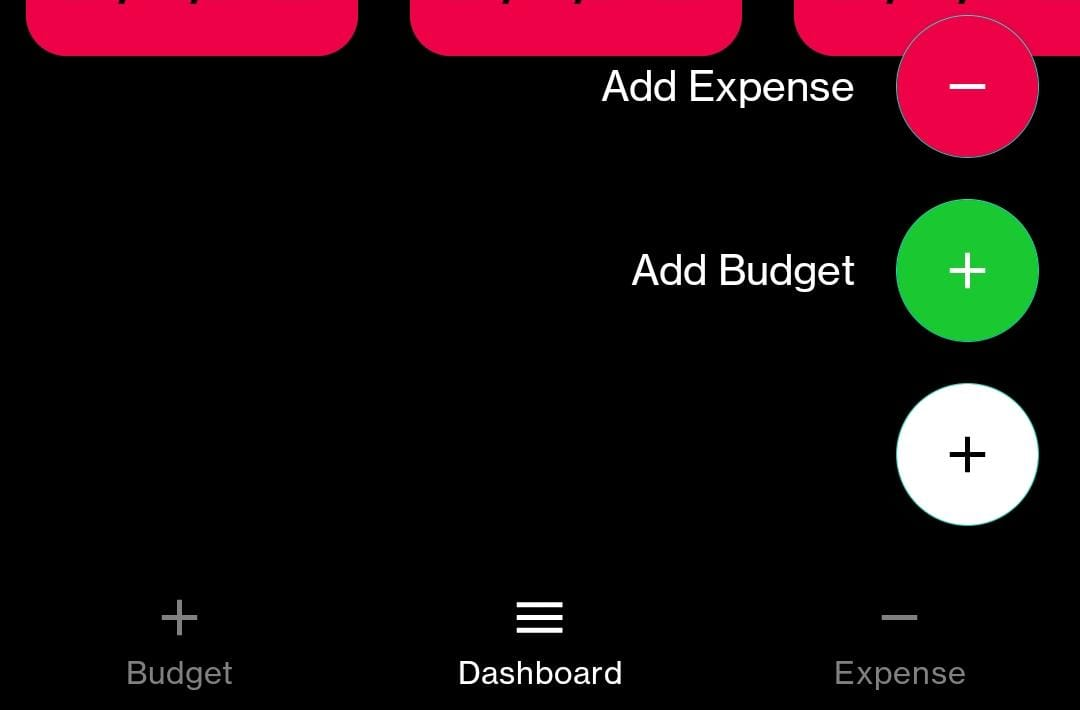 Add Expense
Add Budget
Budget
Dashboard
Expense